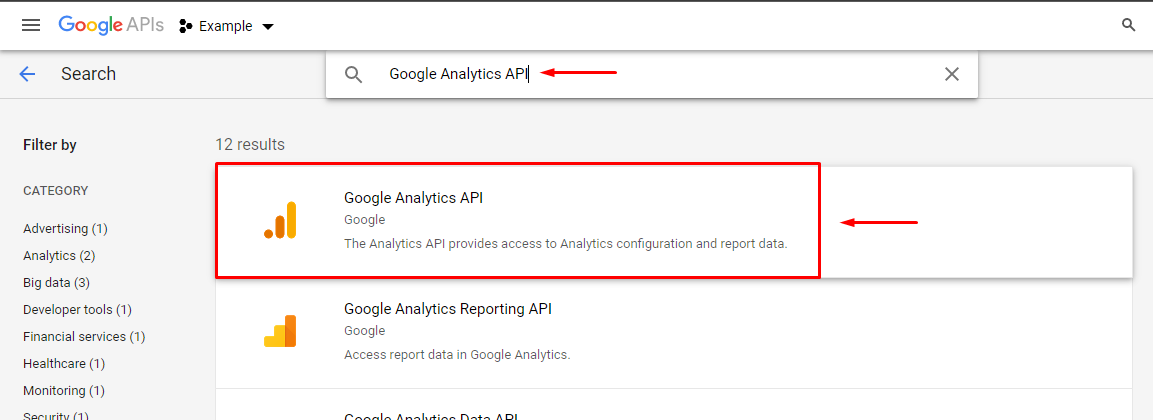 Google APIs
Example
Search
Google Analytics API
Filter by
CATEGORY
Advertising (1)
Analytics (2)
Big data (3)
Developer tools (1)
Financial services (1)
Healthcare (1)
Monitoring (1)
Security (1)
12 results
Google Analytics API
Google
The Analytics API provides access to Analytics configuration and report data.
Google Analytics Reporting API
Google
Access report data in Google Analytics.
Google Analytics Data API